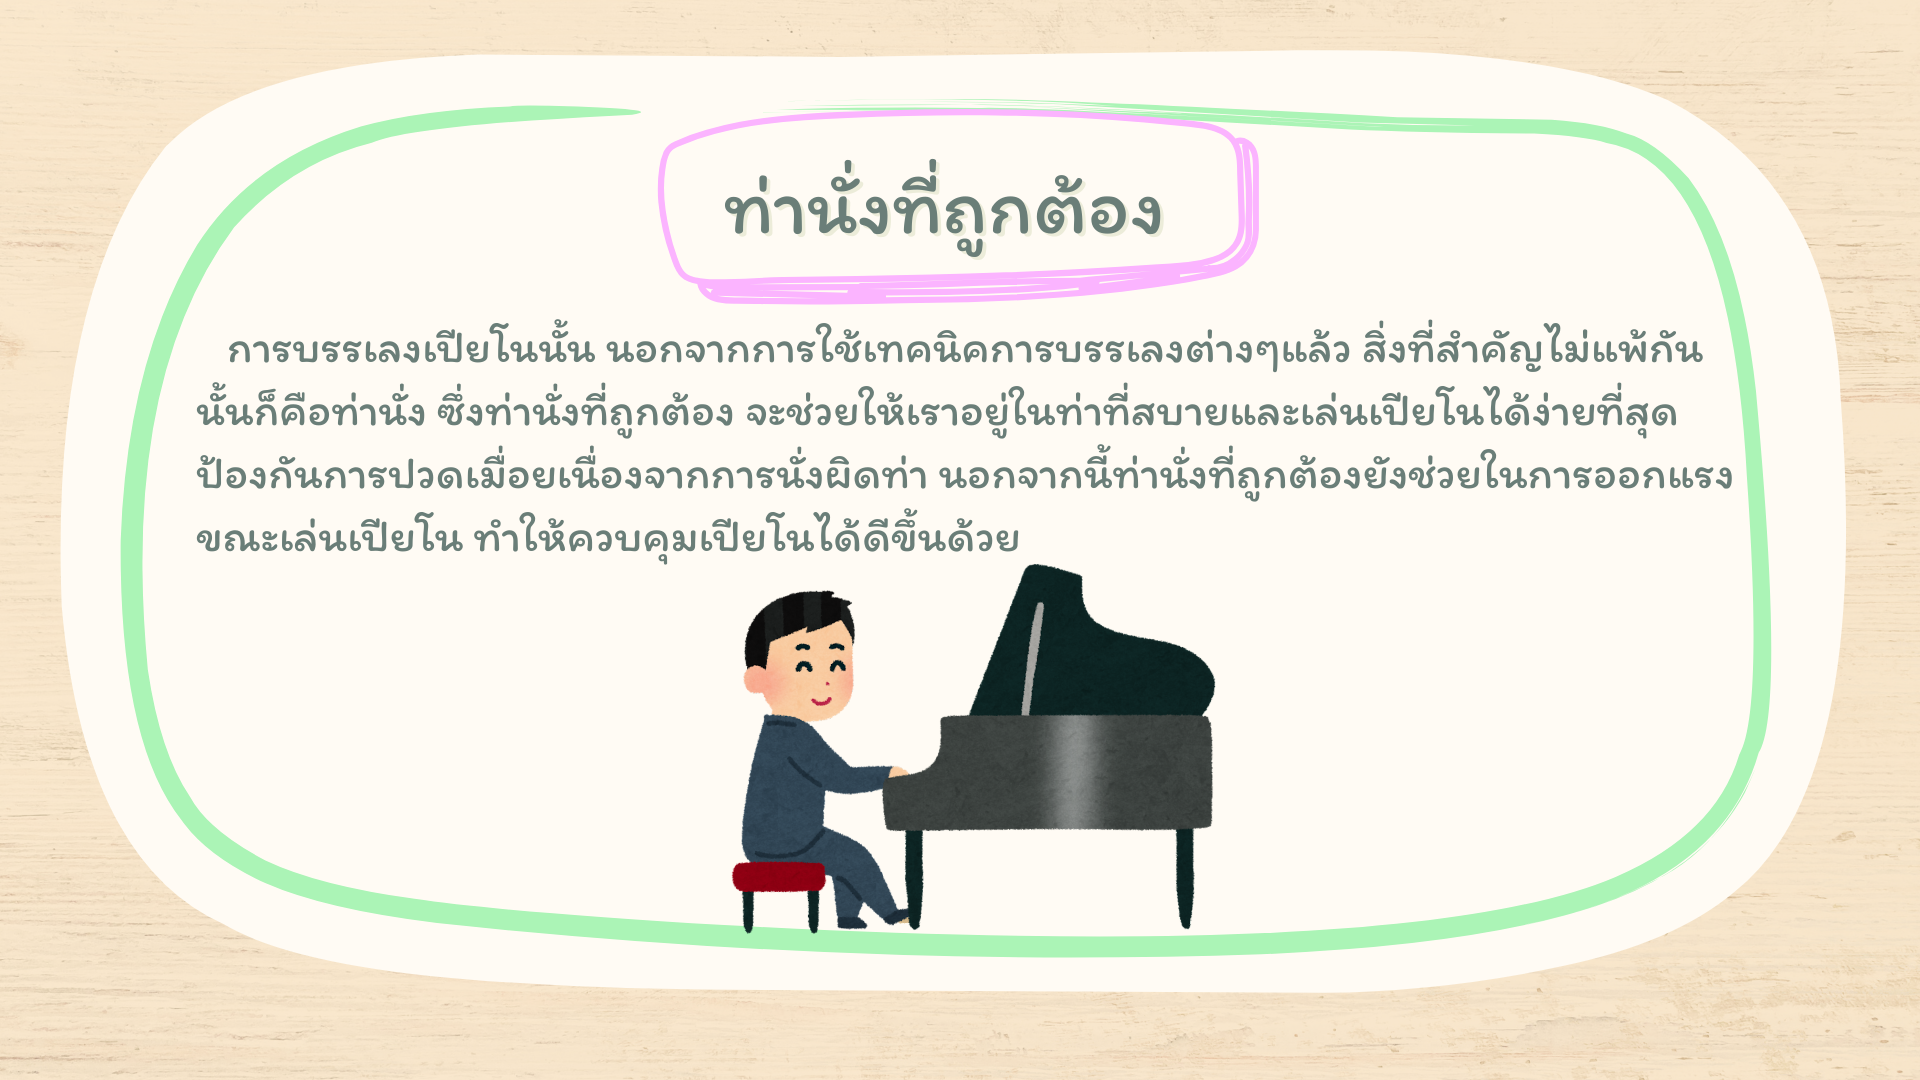 ท่านั่งที่ถูกต้อง
การบรรเลงเปียโนนั้น นอกจากการใช้เทคนิคการบรรเลงต่างๆแล้ว สิ่งที่สำคัญไม่แพ้กัน
นั้นก็คือท่านั่ง ซึ่งท่านั่งที่ถูกต้อง จะช่วยให้เราอยู่ในท่าที่สบายและเล่นเปียโนได้ง่ายที่สุด
ป้องกันการปวดเมื่อยเนื่องจากการนั่งผิดท่า นอกจากนี้ท่านั่งที่ถูกต้องยังช่วยในการออกแรง
ขณะเล่นเปียโน ทำให้ควบคุมเปียโนได้ดีขึ้นด้วย